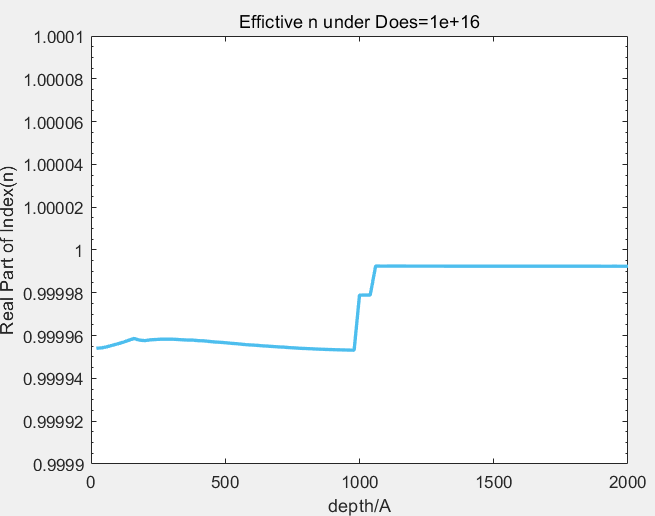 Effictive n under Does=1e+16
1.0001
1.00008
1.00006
1.00004
1.00002
1
0.99998
0.99996
0.99994
0.99992
0.9999
Real Part of Index(n)
0 500 1000 1500 2000
depth/A